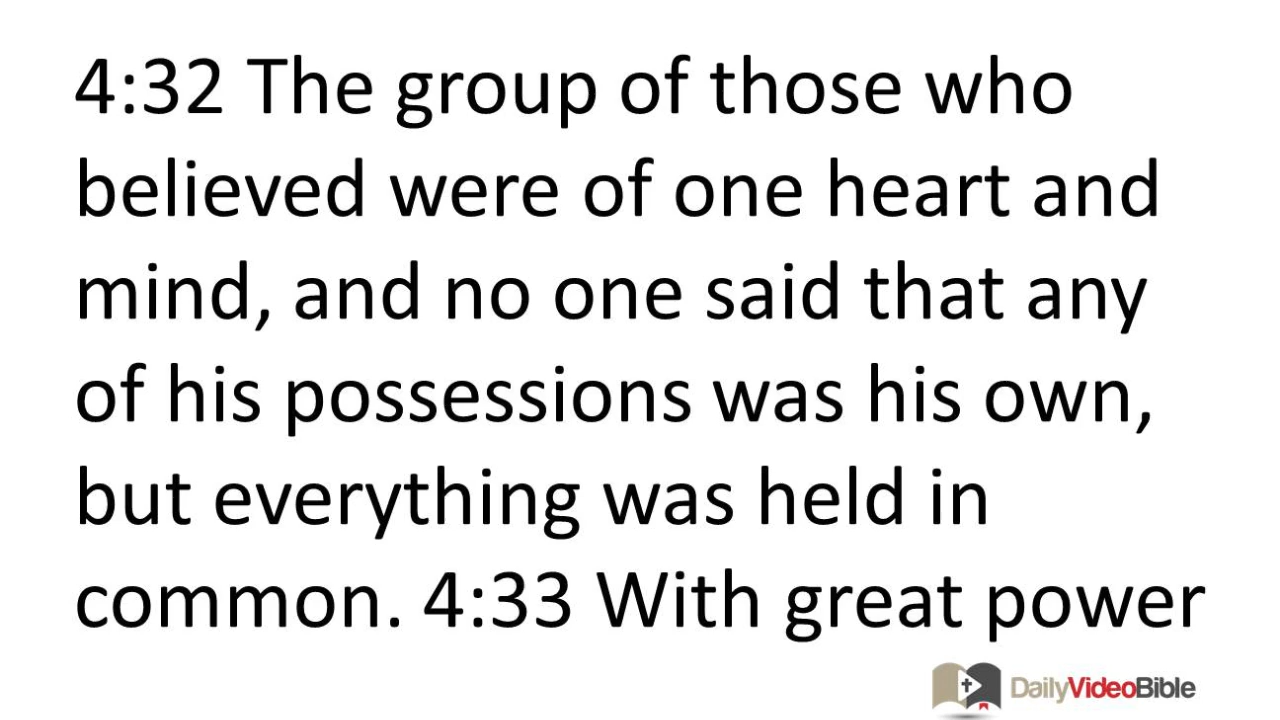 4:32 The group of those who
believed were of one heart and
mind, and no one said that any
of his possessions was his own,
but everything was held in
common. 4:33 With great power
DailyVideoBible